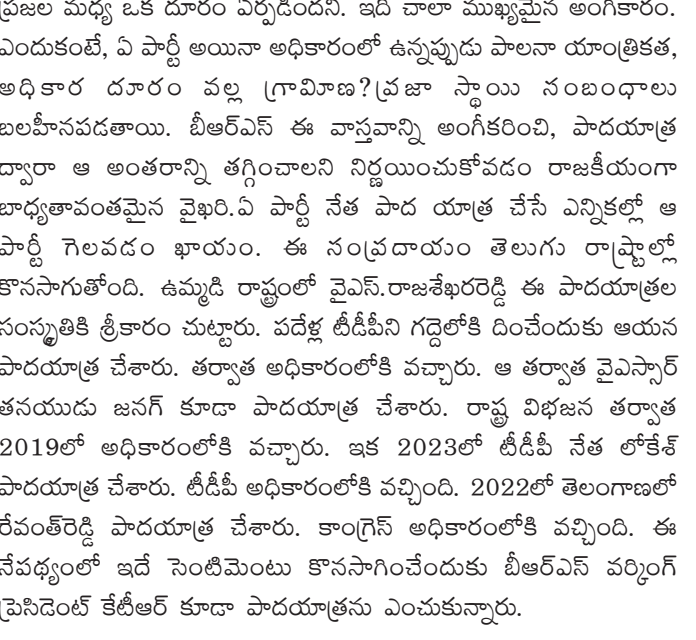 ప్రజల మధ్య ఒక దూరం ఏర్పడిందని. ఇది చాలా ముఖ్యమైన అంగీకారం.
ఎందుకంటే, ఏ పార్టీ అయినా అధికారంలో ఉన్నప్పుడు పాలనా యాంత్రికత,
అధికార దూరం వల్ల గ్రామీణ?ప్రజా స్థాయి సంబంధాలు
బలహీనపడతాయి. బీఆర్ఎస్ ఈ వాస్తవాన్ని అంగీకరించి, పాదయాత్ర
ద్వారా ఆ అంతరాన్ని తగ్గించాలని నిర్ణయించుకోవడం రాజకీయంగా
బాధ్యతావంతమైన వైఖరి.ఏ పార్టీ నేత పాద యాత్ర చేసే ఎన్నికల్లో ఆ
పార్టీ గెలవడం ఖాయం. ఈ సంప్రదాయం తెలుగు రాష్ట్రాల్లో
కొనసాగుతోంది. ఉమ్మడి రాష్ట్రంలో వైఎస్.రాజశేఖరరెడ్డి ఈ పాదయాత్రల
సంస్కృతికి శ్రీకారం చుట్టారు. పదేళ్ల టీడీపీని గద్దెలోకి దించేందుకు ఆయన
పాదయాత్ర చేశారు. తర్వాత అధికారంలోకి వచ్చారు. ఆ తర్వాత వైఎస్సార్
తనయుడు జనగ్ కూడా పాదయాత్ర చేశారు. రాష్ట్ర విభజన తర్వాత
2019లో అధికారంలోకి వచ్చారు. ఇక 2023లో టీడీపీ నేత లోకేశ్
పాదయాత్ర చేశారు. టీడీపీ అధికారంలోకి వచ్చింది. 2022లో తెలంగాణలో
రేవంత్‌రెడ్డి పాదయాత్ర చేశారు. కాంగ్రెస్ అధికారంలోకి వచ్చింది. ఈ
నేపథ్యంలో ఇదే సెంటిమెంటు కొనసాగించేందుకు బీఆర్ఎస్ వర్కింగ్
ప్రెసిడెంట్ కేటీఆర్ కూడా పాదయాత్రను ఎంచుకున్నారు.